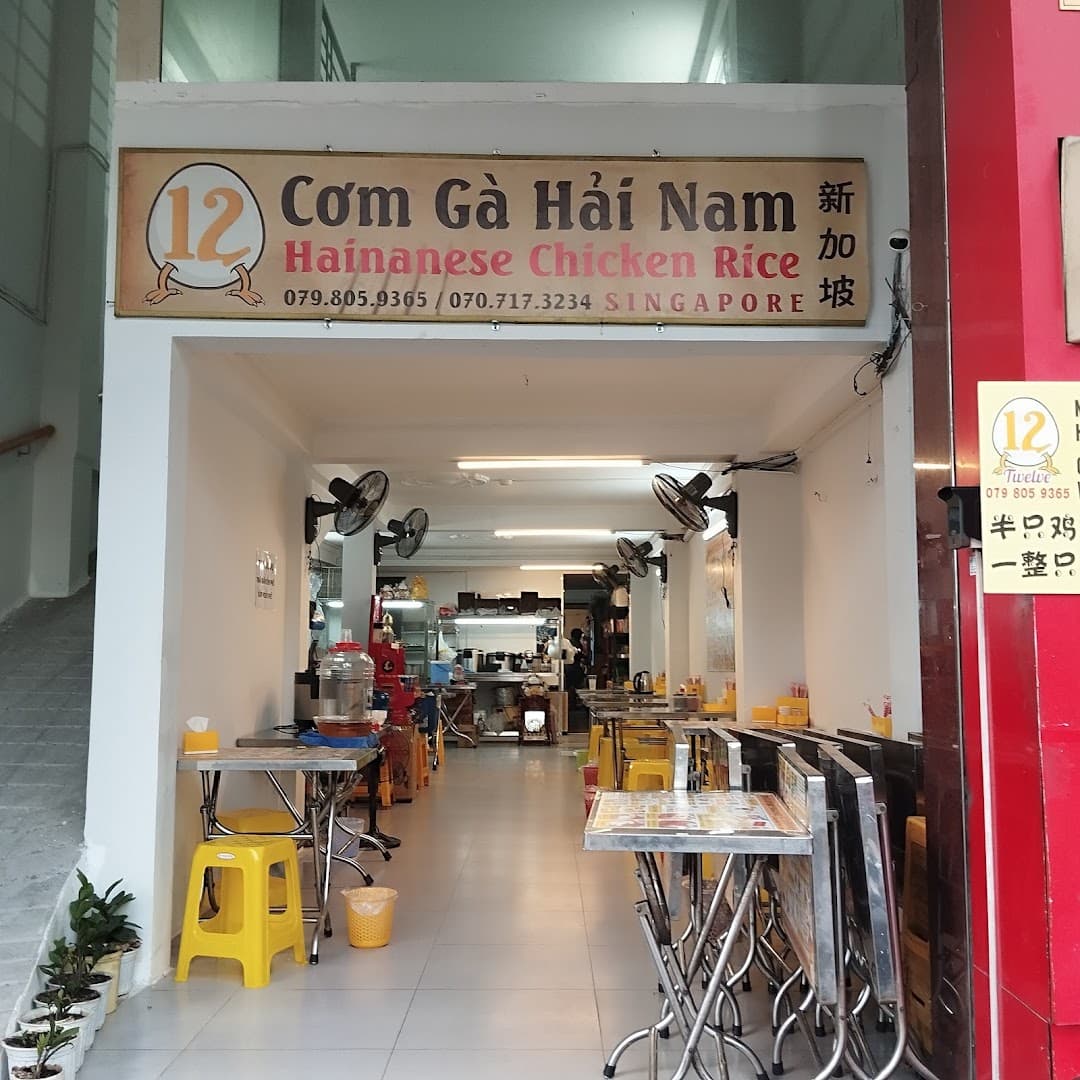 12
Cơm Gà Hải Nam
Hainanese Chicken Rice
079.805.9365 / 070.717.3234 SINGAPORE
新加坡
12
Twelve
079 805 9365
半只鸡
一整只